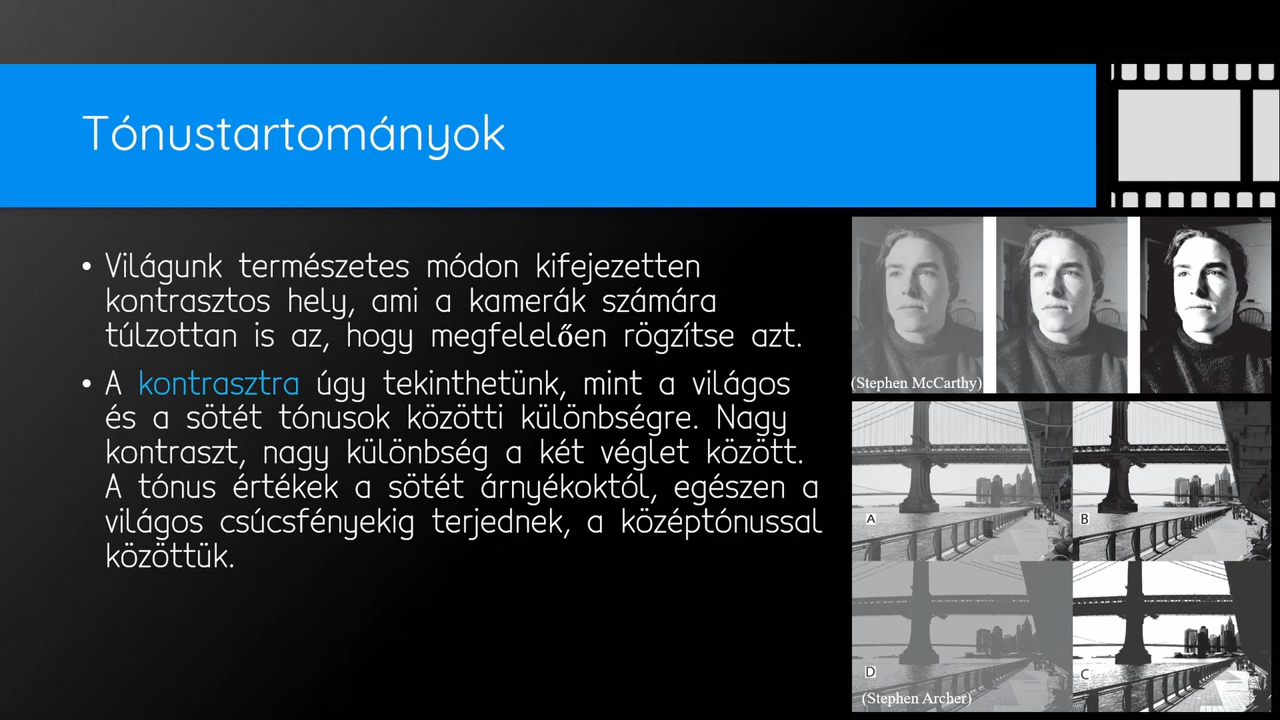 Tónustartományok
• Világunk természetes módon kifejezetten
kontrasztos hely, ami a kamerák számára
túlzottan is az, hogy megfelelően rögzítse azt.
• A kontrasztra úgy tekinthetünk, mint a világos
és a sötét tónusok közötti különbségre. Nagy
kontraszt, nagy különbség a két véglet között.
A tónus értékek a sötét árnyékoktól, egészen a
világos csúcsfényekig terjednek, a középtónussal
közöttük.
(Stephen McCarthy)
A
B
D
C
(Stephen Archer)